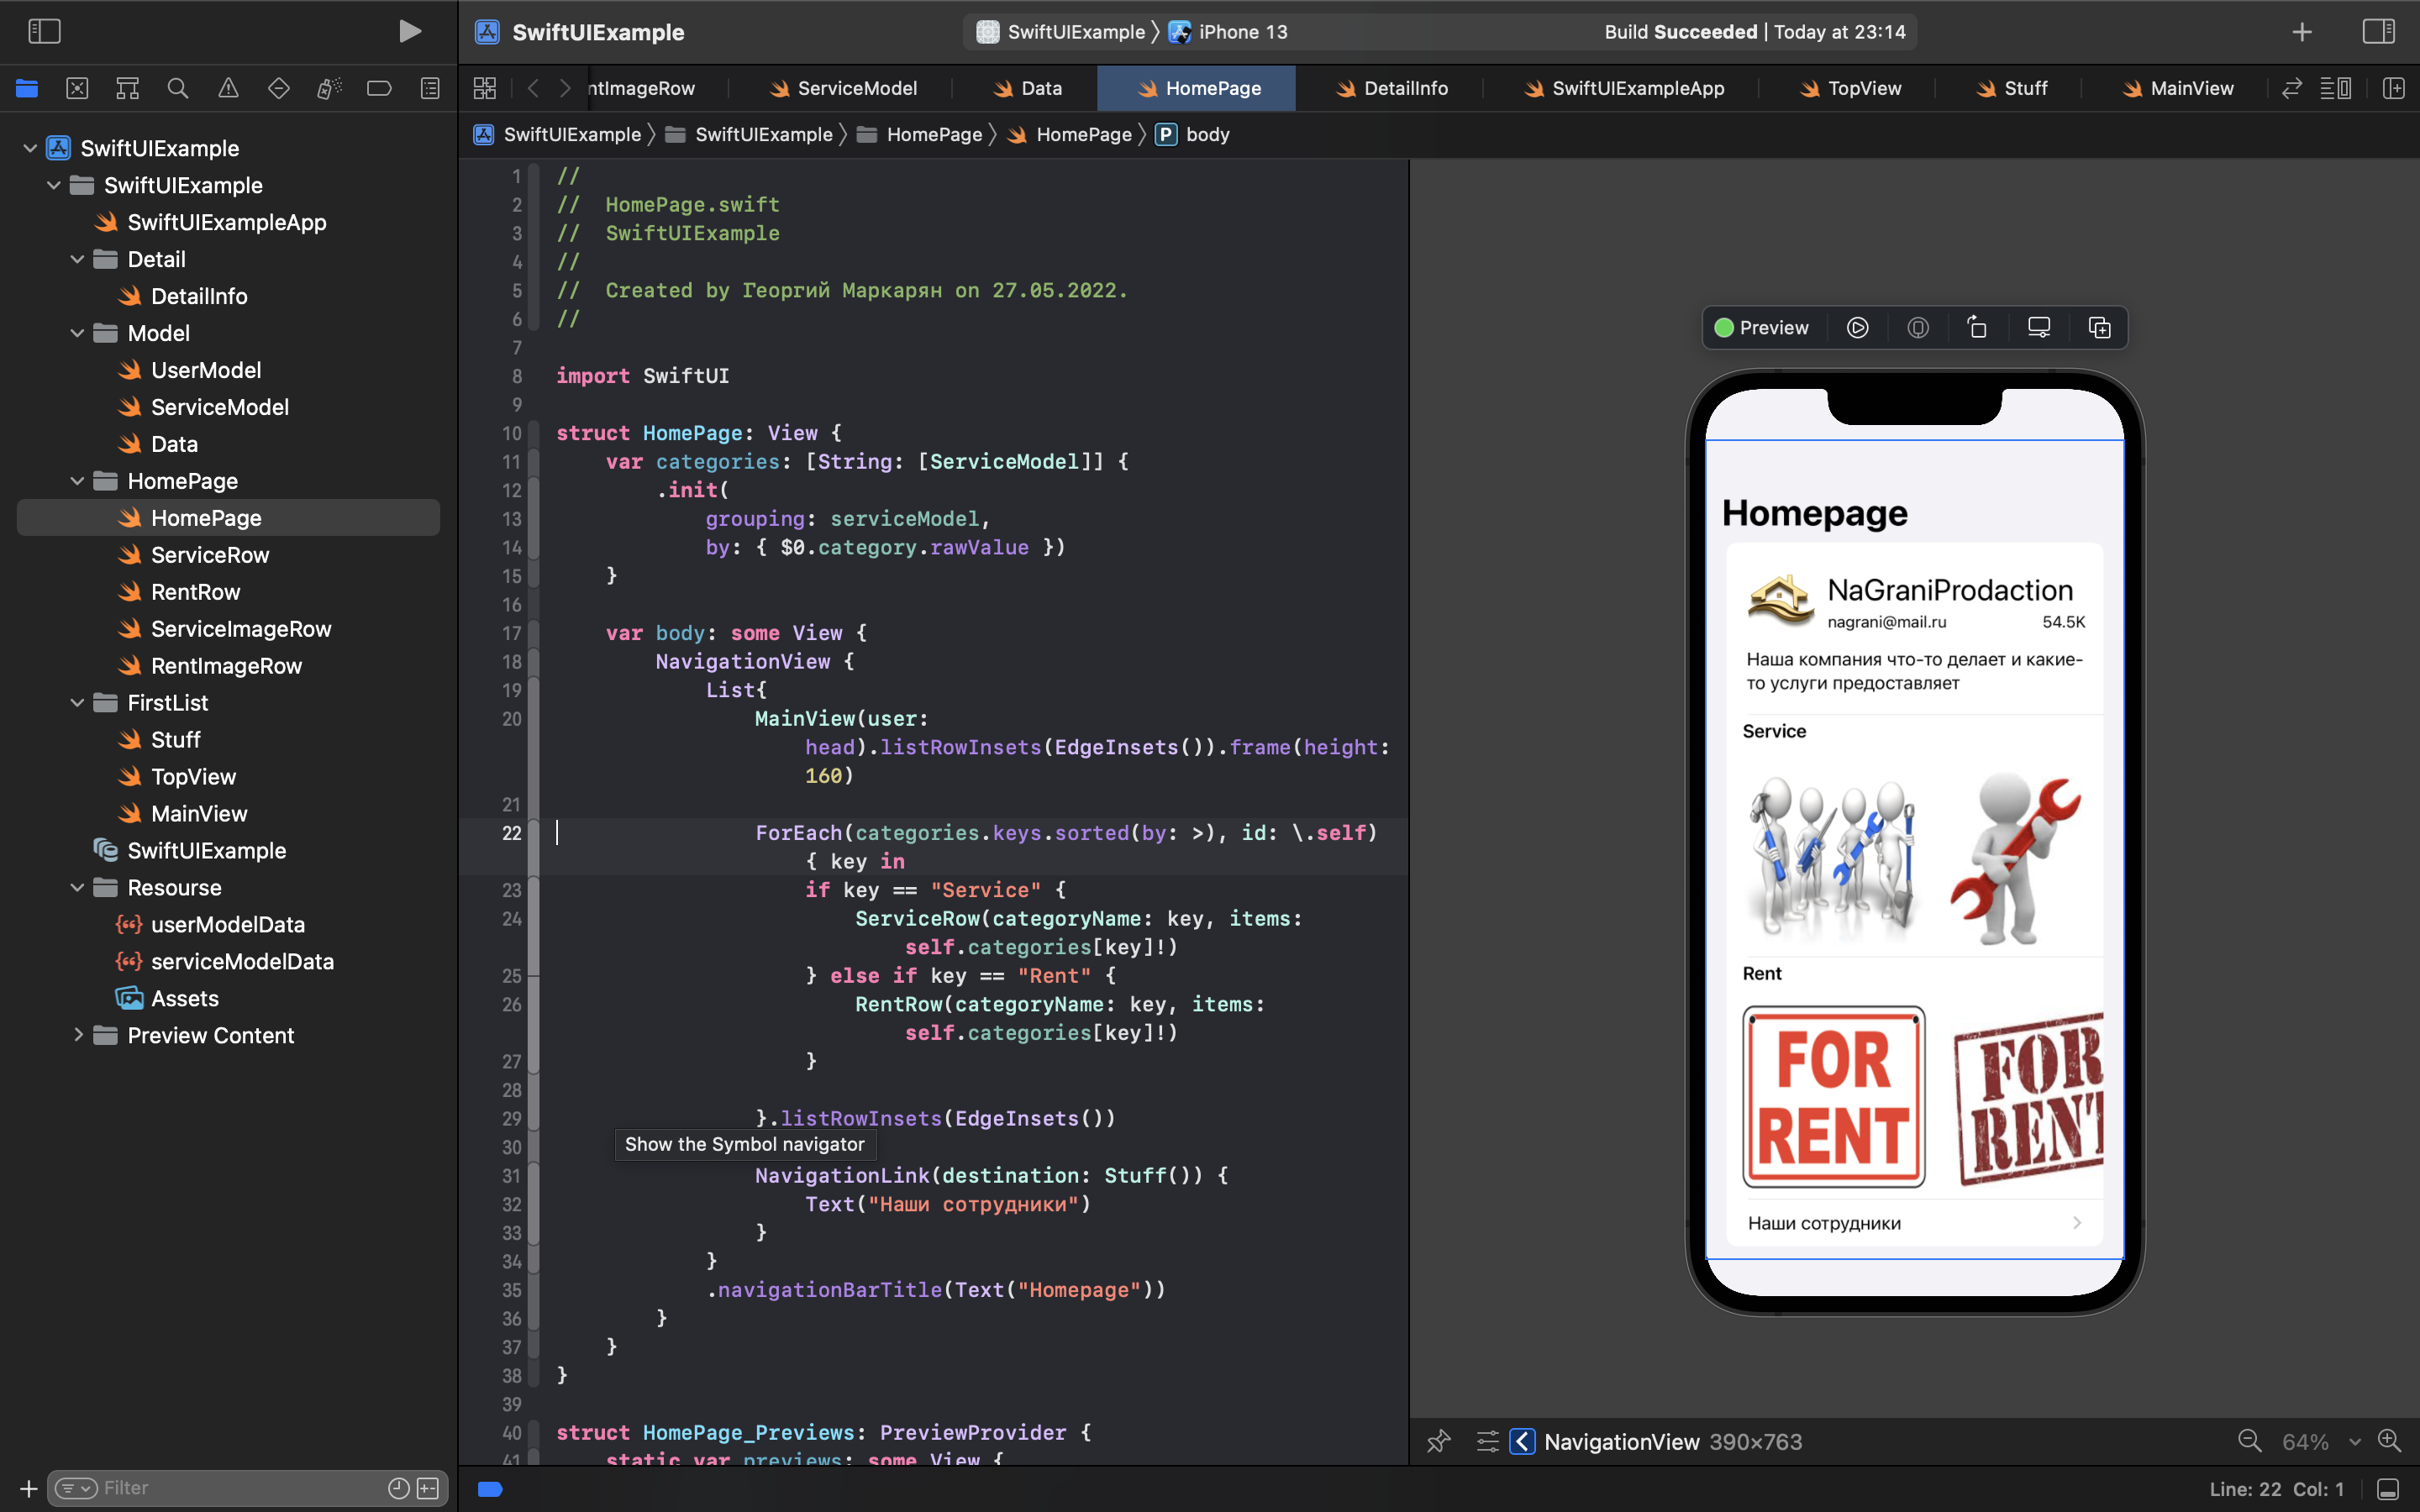 SwiftUIExample
SwiftUIExample
iPhone 13
Build Succeeded | Today at 23:14
ntImageRow
ServiceModel
Data
HomePage
DetailInfo
SwiftUIExampleApp
TopView
Stuff
MainView
SwiftUIExample
SwiftUIExample
HomePage
HomePage
P body
SwiftUIExample
SwiftUIExample
SwiftUIExampleApp
Detail
DetailInfo
Model
UserModel
ServiceModel
Data
HomePage
HomePage
ServiceRow
RentRow
ServiceImageRow
RentImageRow
FirstList
Stuff
TopView
MainView
SwiftUIExample
Resourse
userModelData
serviceModelData
Assets
Preview Content
Filter
1 //
2 //  HomePage.swift
3 //  SwiftUIExample
4 //
5 //  Created by Георгий Маркарян on 27.05.2022.
6 //
7
8 import SwiftUI
9
10 struct HomePage: View {
11 var categories: [String: [ServiceModel]] {
12 .init(
13 grouping: serviceModel,
14 by: { $0.category.rawValue })
15 }
16
17 var body: some View {
18 NavigationView {
19 List{
20 MainView(user:
head).listRowInsets(EdgeInsets()).frame(height:
160)
21
22 ForEach(categories.keys.sorted(by: >), id: \.self)
{ key in
23 if key == "Service" {
24 ServiceRow(categoryName: key, items:
self.categories[key]!)
25 } else if key == "Rent" {
26 RentRow(categoryName: key, items:
self.categories[key]!)
27 }
28
29 }.listRowInsets(EdgeInsets())
30
Show the Symbol navigator
31 NavigationLink(destination: Stuff()) {
32 Text("Наши сотрудники")
33 }
34 }
35 .navigationBarTitle(Text("Homepage"))
36 }
37 }
38 }
39
40 struct HomePage_Previews: PreviewProvider {
41 static var previews: some View {
Preview
Homepage
NaGraniProdaction
nagrani@mail.ru 54.5K
Наша компания что-то делает и какие-
то услуги предоставляет
Service
Rent
FOR
RENT
FOR
RENT
Наши сотрудники
NavigationView 390×763
64%
Line: 22 Col: 1